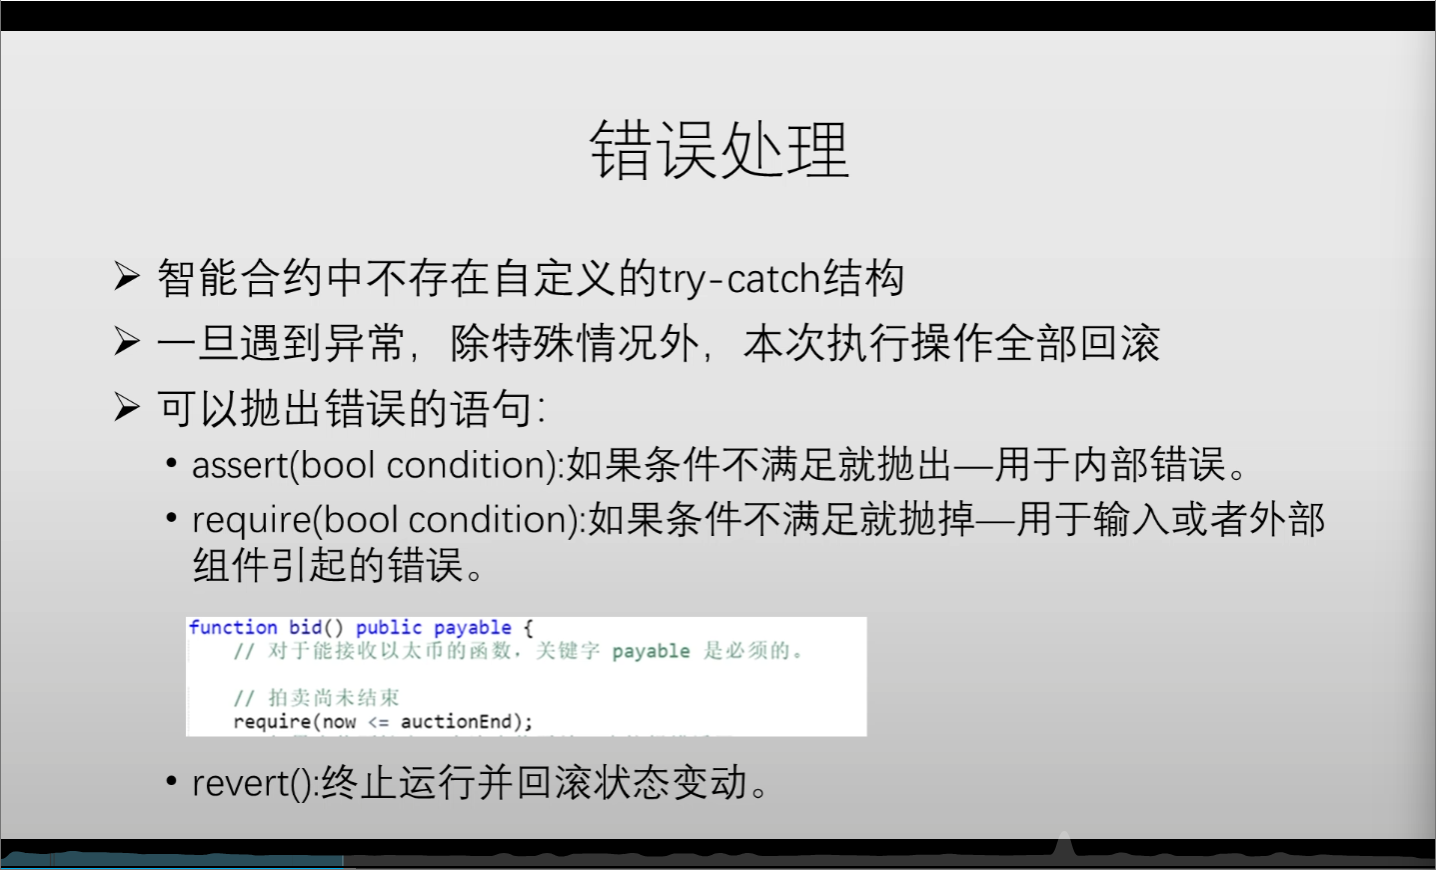 错误处理
智能合约中不存在自定义的try-catch结构
一旦遇到异常，除特殊情况外，本次执行操作全部回滚
可以抛出错误的语句：
• assert(bool condition):如果条件不满足就抛出—用于内部错误。
• require(bool condition):如果条件不满足就抛掉—用于输入或者外部
组件引起的错误。
function bid() public payable {
// 对于能接收以太币的函数，关键字 payable 是必须的。
// 拍卖尚未结束
require(now <= auctionEnd);
• revert():终止运行并回滚状态变动。